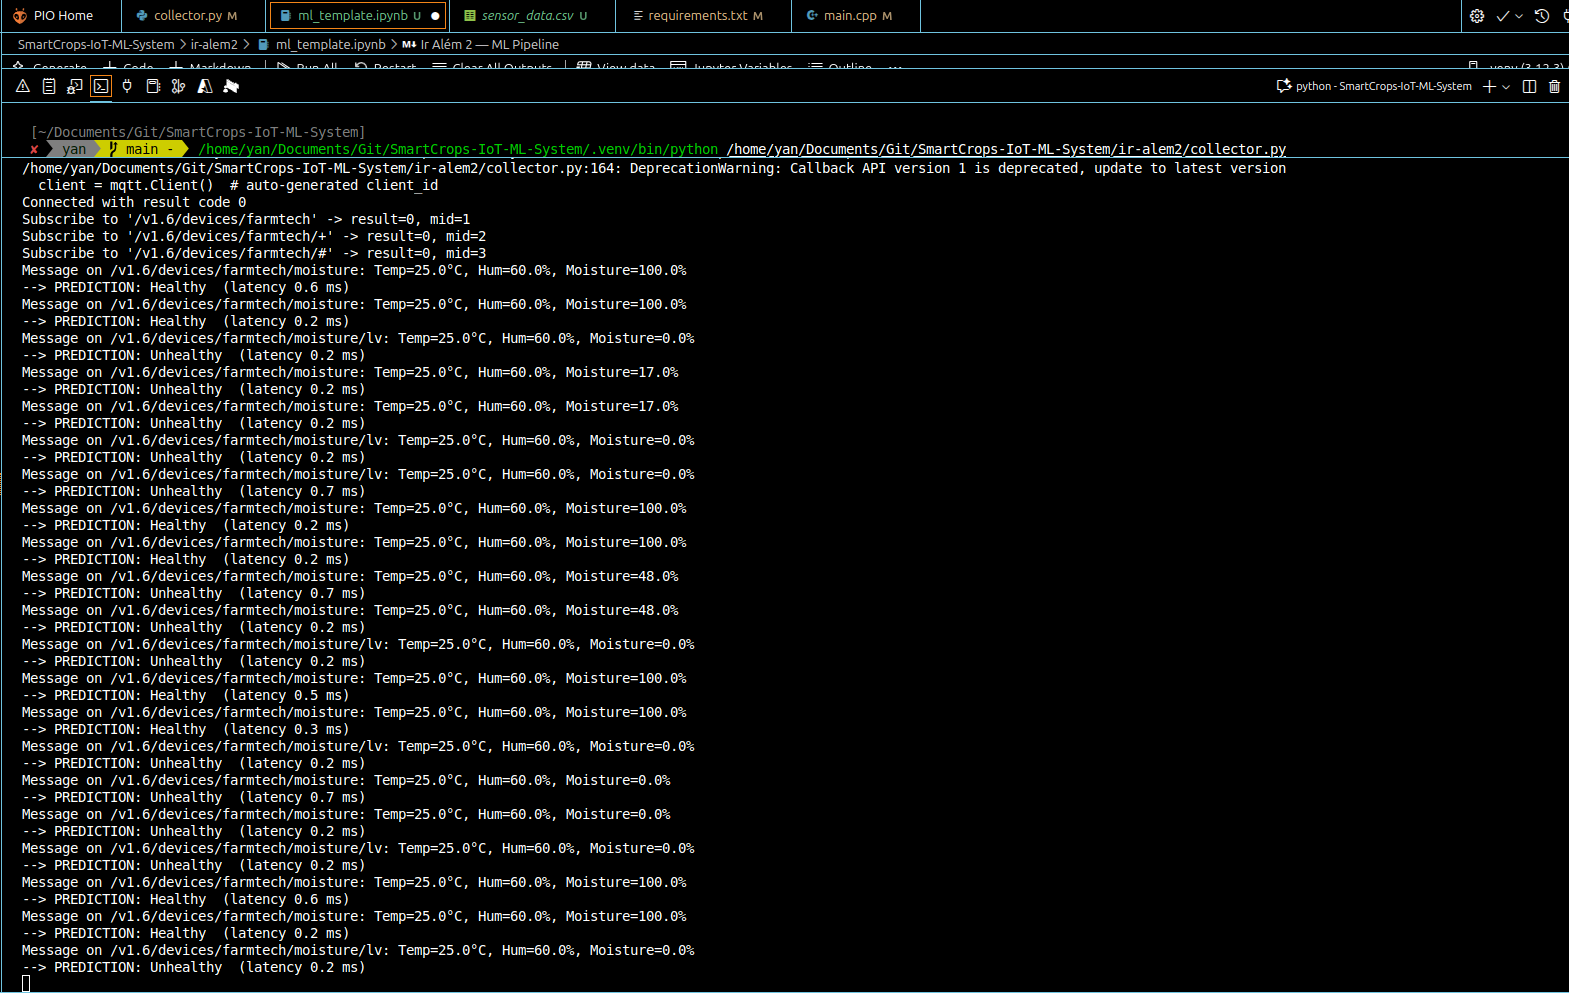 PIO Home collector.py M ml_template.ipynb U sensor_data.csv U requirements.txt M main.cpp M
SmartCrops-IoT-ML-System > ir-alem2 > ml_template.ipynb > M↓ Ir Além 2 — ML Pipeline
Generate Code Markdown Run All Restart Clear All Outputs View data Jupyter Variables Outline ... .venv (3.12.3)
python - SmartCrops-IoT-ML-System
[~/Documents/Git/SmartCrops-IoT-ML-System]
✘ yan main - /home/yan/Documents/Git/SmartCrops-IoT-ML-System/.venv/bin/python /home/yan/Documents/Git/SmartCrops-IoT-ML-System/ir-alem2/collector.py
/home/yan/Documents/Git/SmartCrops-IoT-ML-System/ir-alem2/collector.py:164: DeprecationWarning: Callback API version 1 is deprecated, update to latest version
client = mqtt.Client()  # auto-generated client_id
Connected with result code 0
Subscribe to '/v1.6/devices/farmtech' -> result=0, mid=1
Subscribe to '/v1.6/devices/farmtech/+' -> result=0, mid=2
Subscribe to '/v1.6/devices/farmtech/#' -> result=0, mid=3
Message on /v1.6/devices/farmtech/moisture: Temp=25.0°C, Hum=60.0%, Moisture=100.0%
--> PREDICTION: Healthy  (latency 0.6 ms)
Message on /v1.6/devices/farmtech/moisture: Temp=25.0°C, Hum=60.0%, Moisture=100.0%
--> PREDICTION: Healthy  (latency 0.2 ms)
Message on /v1.6/devices/farmtech/moisture/lv: Temp=25.0°C, Hum=60.0%, Moisture=0.0%
--> PREDICTION: Unhealthy  (latency 0.2 ms)
Message on /v1.6/devices/farmtech/moisture: Temp=25.0°C, Hum=60.0%, Moisture=17.0%
--> PREDICTION: Unhealthy  (latency 0.2 ms)
Message on /v1.6/devices/farmtech/moisture: Temp=25.0°C, Hum=60.0%, Moisture=17.0%
--> PREDICTION: Unhealthy  (latency 0.2 ms)
Message on /v1.6/devices/farmtech/moisture/lv: Temp=25.0°C, Hum=60.0%, Moisture=0.0%
--> PREDICTION: Unhealthy  (latency 0.2 ms)
Message on /v1.6/devices/farmtech/moisture/lv: Temp=25.0°C, Hum=60.0%, Moisture=0.0%
--> PREDICTION: Unhealthy  (latency 0.7 ms)
Message on /v1.6/devices/farmtech/moisture: Temp=25.0°C, Hum=60.0%, Moisture=100.0%
--> PREDICTION: Healthy  (latency 0.2 ms)
Message on /v1.6/devices/farmtech/moisture: Temp=25.0°C, Hum=60.0%, Moisture=100.0%
--> PREDICTION: Healthy  (latency 0.2 ms)
Message on /v1.6/devices/farmtech/moisture: Temp=25.0°C, Hum=60.0%, Moisture=48.0%
--> PREDICTION: Unhealthy  (latency 0.7 ms)
Message on /v1.6/devices/farmtech/moisture: Temp=25.0°C, Hum=60.0%, Moisture=48.0%
--> PREDICTION: Unhealthy  (latency 0.2 ms)
Message on /v1.6/devices/farmtech/moisture/lv: Temp=25.0°C, Hum=60.0%, Moisture=0.0%
--> PREDICTION: Unhealthy  (latency 0.2 ms)
Message on /v1.6/devices/farmtech/moisture: Temp=25.0°C, Hum=60.0%, Moisture=100.0%
--> PREDICTION: Healthy  (latency 0.5 ms)
Message on /v1.6/devices/farmtech/moisture: Temp=25.0°C, Hum=60.0%, Moisture=100.0%
--> PREDICTION: Healthy  (latency 0.3 ms)
Message on /v1.6/devices/farmtech/moisture/lv: Temp=25.0°C, Hum=60.0%, Moisture=0.0%
--> PREDICTION: Unhealthy  (latency 0.2 ms)
Message on /v1.6/devices/farmtech/moisture: Temp=25.0°C, Hum=60.0%, Moisture=0.0%
--> PREDICTION: Unhealthy  (latency 0.7 ms)
Message on /v1.6/devices/farmtech/moisture: Temp=25.0°C, Hum=60.0%, Moisture=0.0%
--> PREDICTION: Unhealthy  (latency 0.2 ms)
Message on /v1.6/devices/farmtech/moisture/lv: Temp=25.0°C, Hum=60.0%, Moisture=0.0%
--> PREDICTION: Unhealthy  (latency 0.2 ms)
Message on /v1.6/devices/farmtech/moisture: Temp=25.0°C, Hum=60.0%, Moisture=100.0%
--> PREDICTION: Healthy  (latency 0.6 ms)
Message on /v1.6/devices/farmtech/moisture: Temp=25.0°C, Hum=60.0%, Moisture=100.0%
--> PREDICTION: Healthy  (latency 0.2 ms)
Message on /v1.6/devices/farmtech/moisture/lv: Temp=25.0°C, Hum=60.0%, Moisture=0.0%
--> PREDICTION: Unhealthy  (latency 0.2 ms)